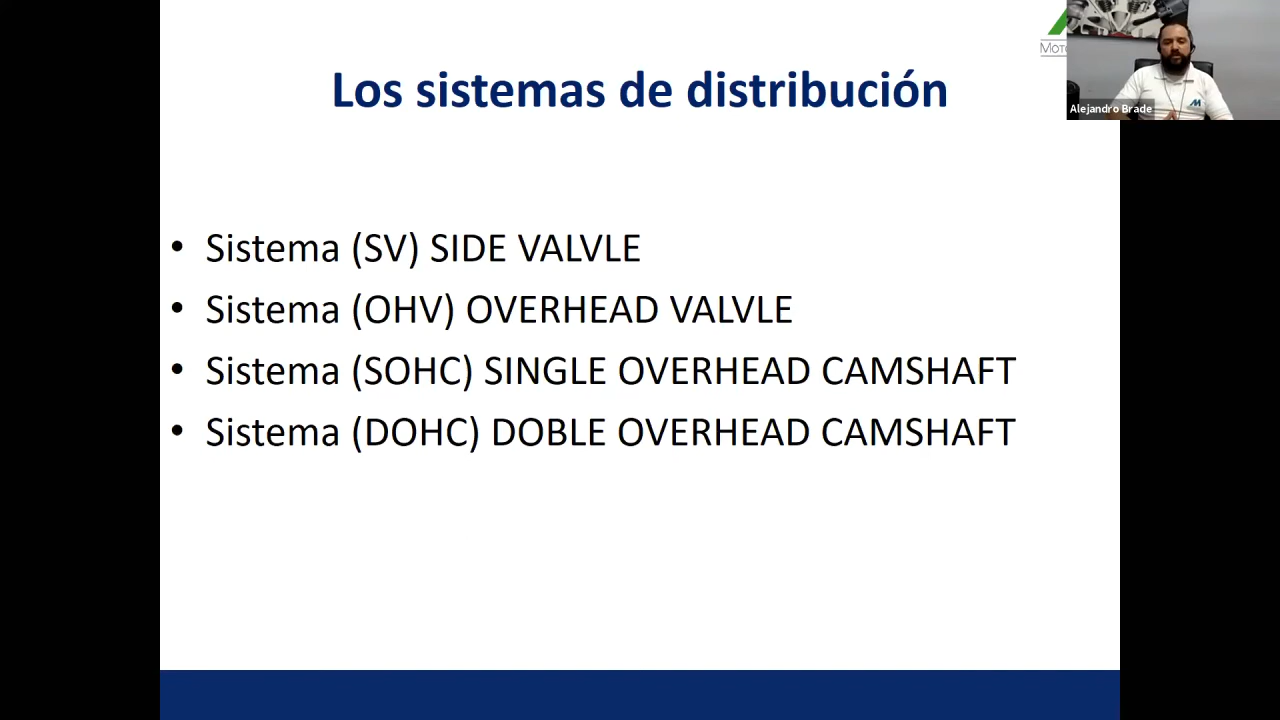 Los sistemas de distribución
Alejandro Brade
• Sistema (SV) SIDE VALVLE
• Sistema (OHV) OVERHEAD VALVLE
• Sistema (SOHC) SINGLE OVERHEAD CAMSHAFT
• Sistema (DOHC) DOBLE OVERHEAD CAMSHAFT